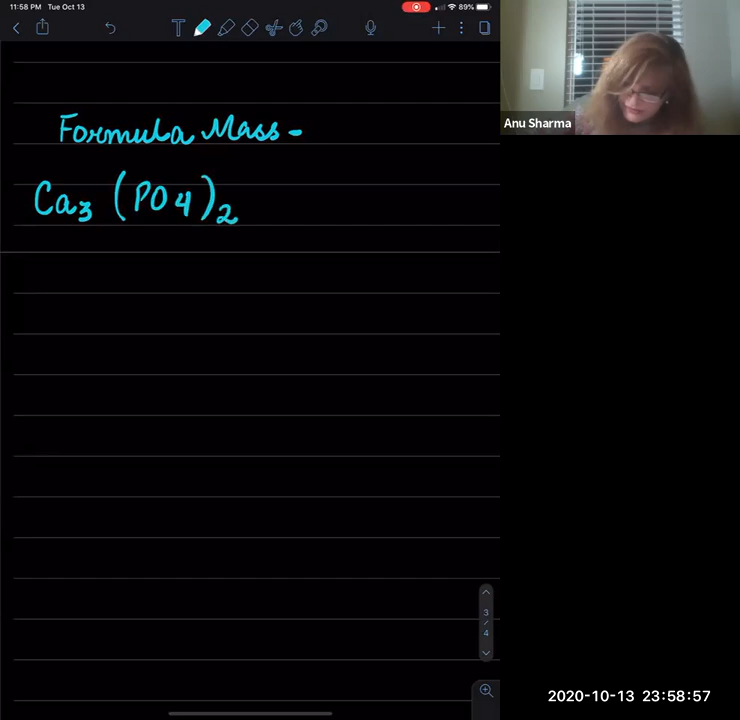 11:58 PM Tue Oct 13
89%
T
Formula Mass -
Ca3 (PO4)2
3
/
4
Anu Sharma
2020-10-13 23:58:57